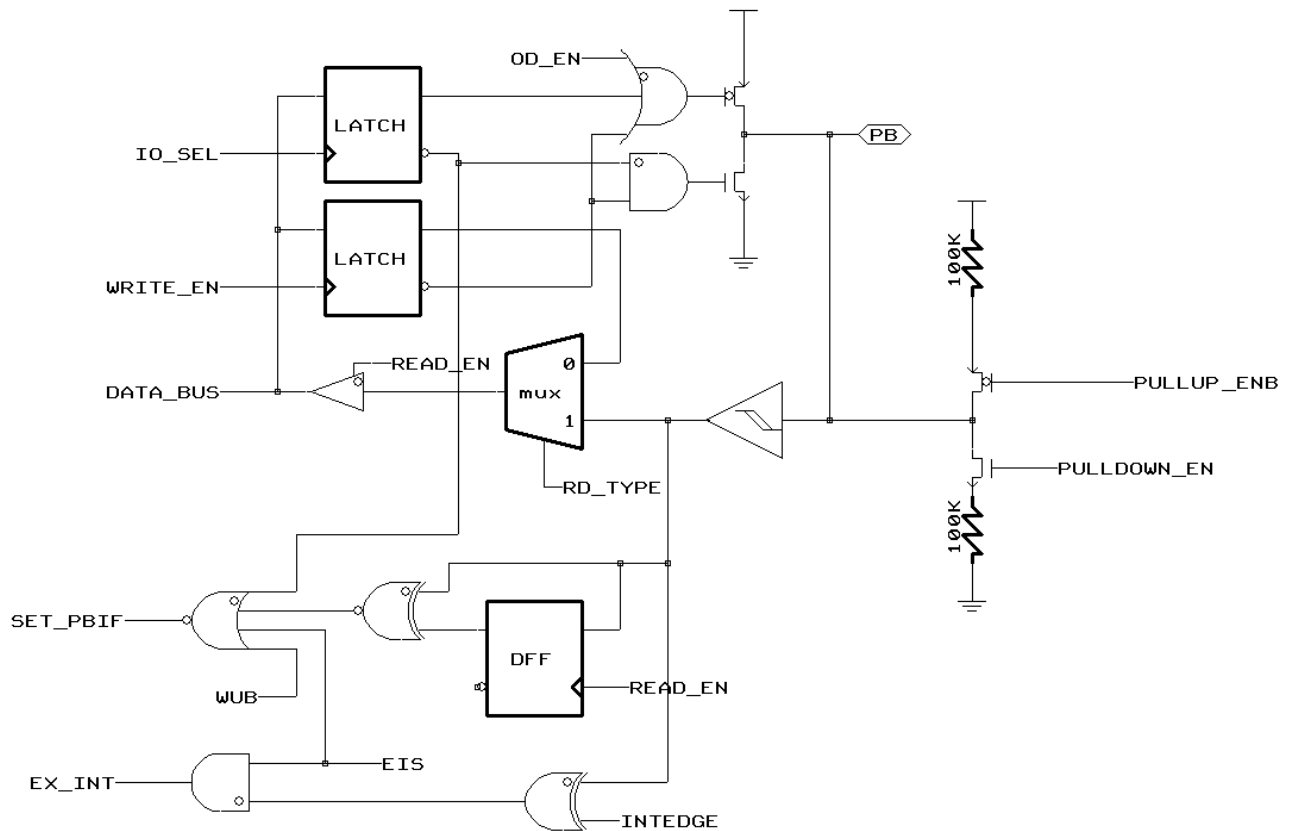 OD_EN
LATCH
PB
IO_SEL
LATCH
WRITE_EN
100K
READ_EN
0
DATA_BUS
mux
1
PULLUP_ENB
PULLDOWN_EN
RD_TYPE
100K
SET_PBIF
DFF
WUB
READ_EN
EIS
EX_INT
INTEDGE